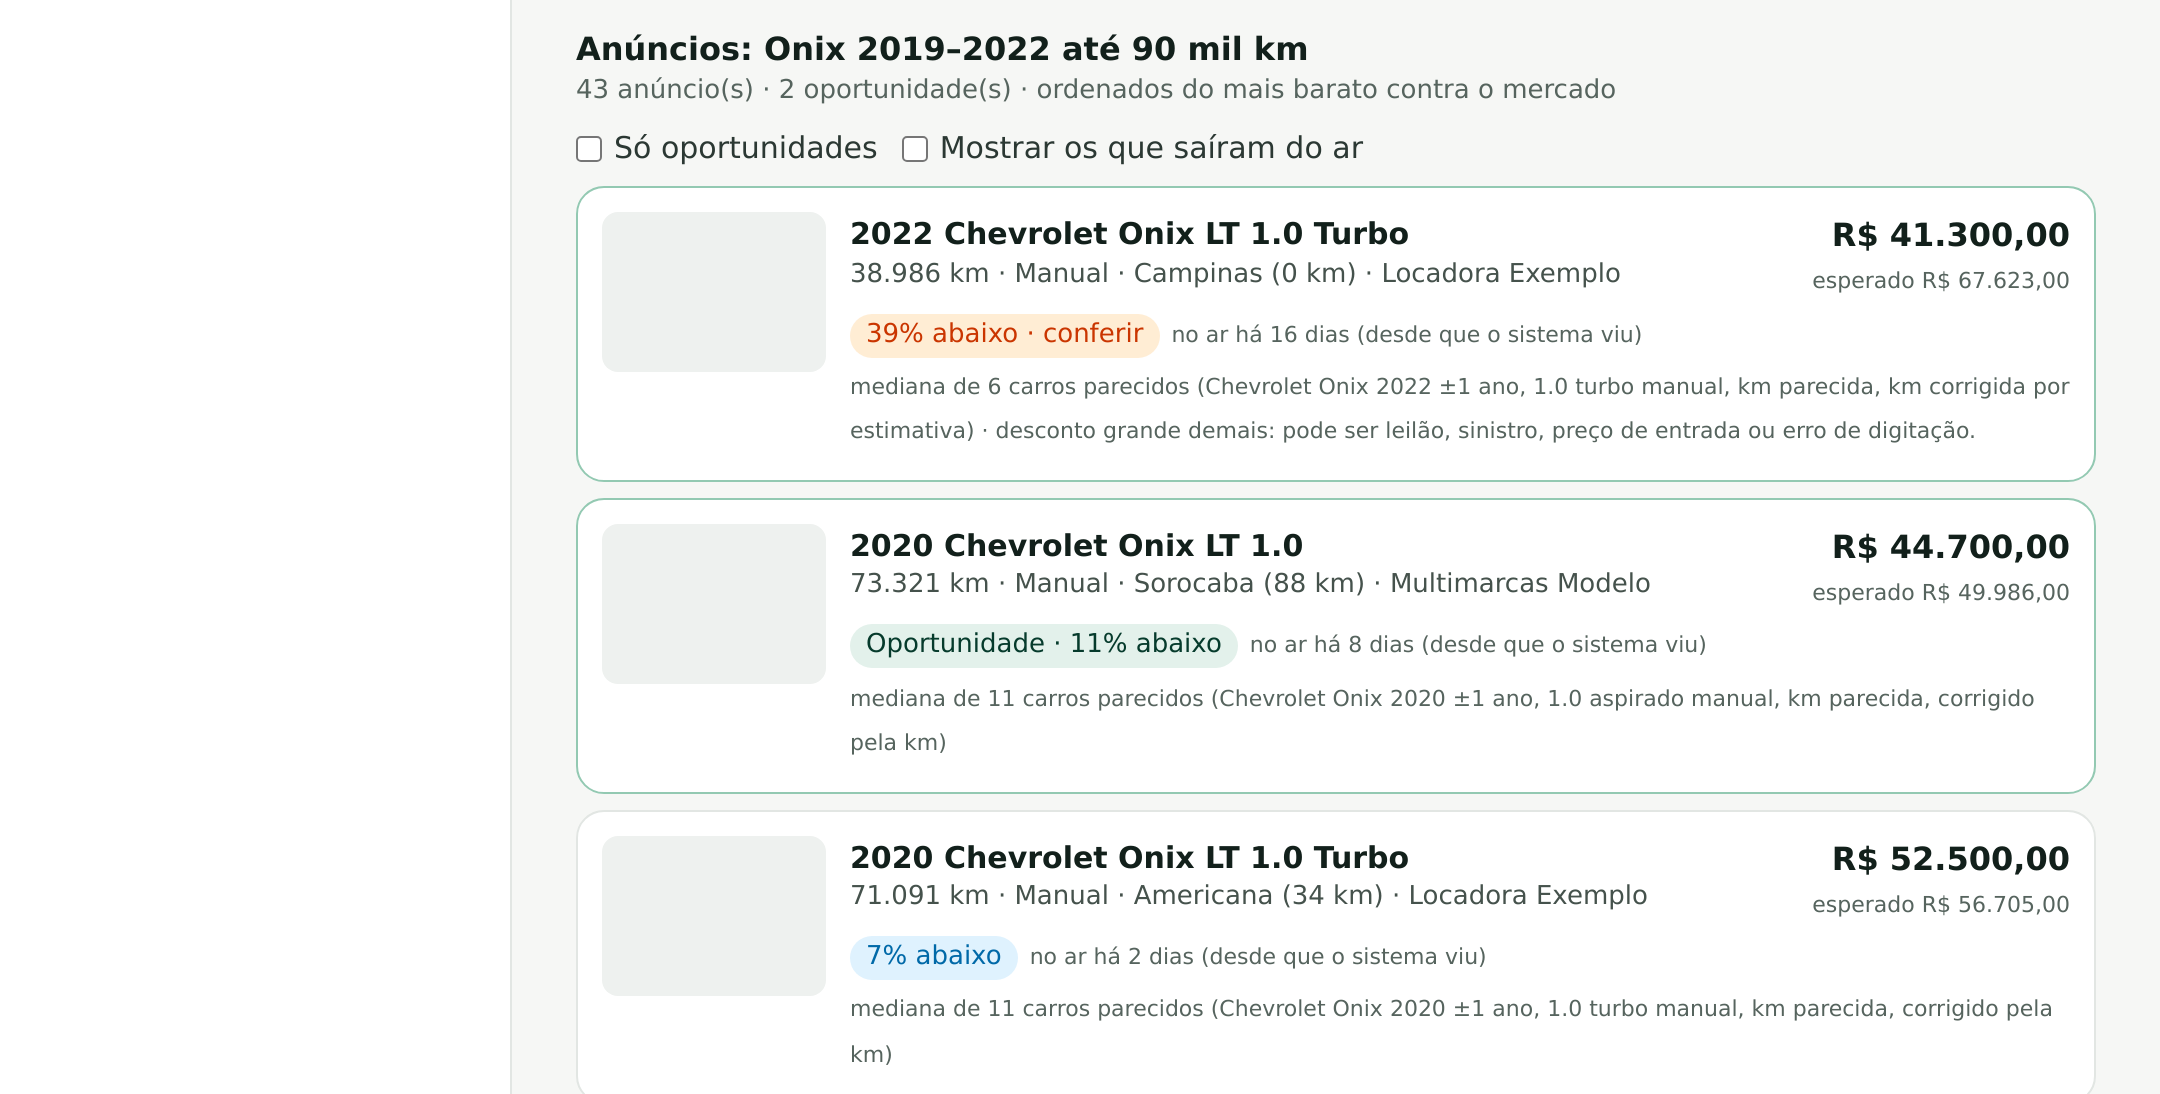 Anúncios: Onix 2019–2022 até 90 mil km
43 anúncio(s) · 2 oportunidade(s) · ordenados do mais barato contra o mercado
Só oportunidades Mostrar os que saíram do ar
2022 Chevrolet Onix LT 1.0 Turbo
R$ 41.300,00
38.986 km · Manual · Campinas (0 km) · Locadora Exemplo
esperado R$ 67.623,00
39% abaixo · conferir no ar há 16 dias (desde que o sistema viu)
mediana de 6 carros parecidos (Chevrolet Onix 2022 ±1 ano, 1.0 turbo manual, km parecida, km corrigida por
estimativa) · desconto grande demais: pode ser leilão, sinistro, preço de entrada ou erro de digitação.
2020 Chevrolet Onix LT 1.0
R$ 44.700,00
73.321 km · Manual · Sorocaba (88 km) · Multimarcas Modelo
esperado R$ 49.986,00
Oportunidade · 11% abaixo no ar há 8 dias (desde que o sistema viu)
mediana de 11 carros parecidos (Chevrolet Onix 2020 ±1 ano, 1.0 aspirado manual, km parecida, corrigido
pela km)
2020 Chevrolet Onix LT 1.0 Turbo
R$ 52.500,00
71.091 km · Manual · Americana (34 km) · Locadora Exemplo
esperado R$ 56.705,00
7% abaixo no ar há 2 dias (desde que o sistema viu)
mediana de 11 carros parecidos (Chevrolet Onix 2020 ±1 ano, 1.0 turbo manual, km parecida, corrigido pela
km)